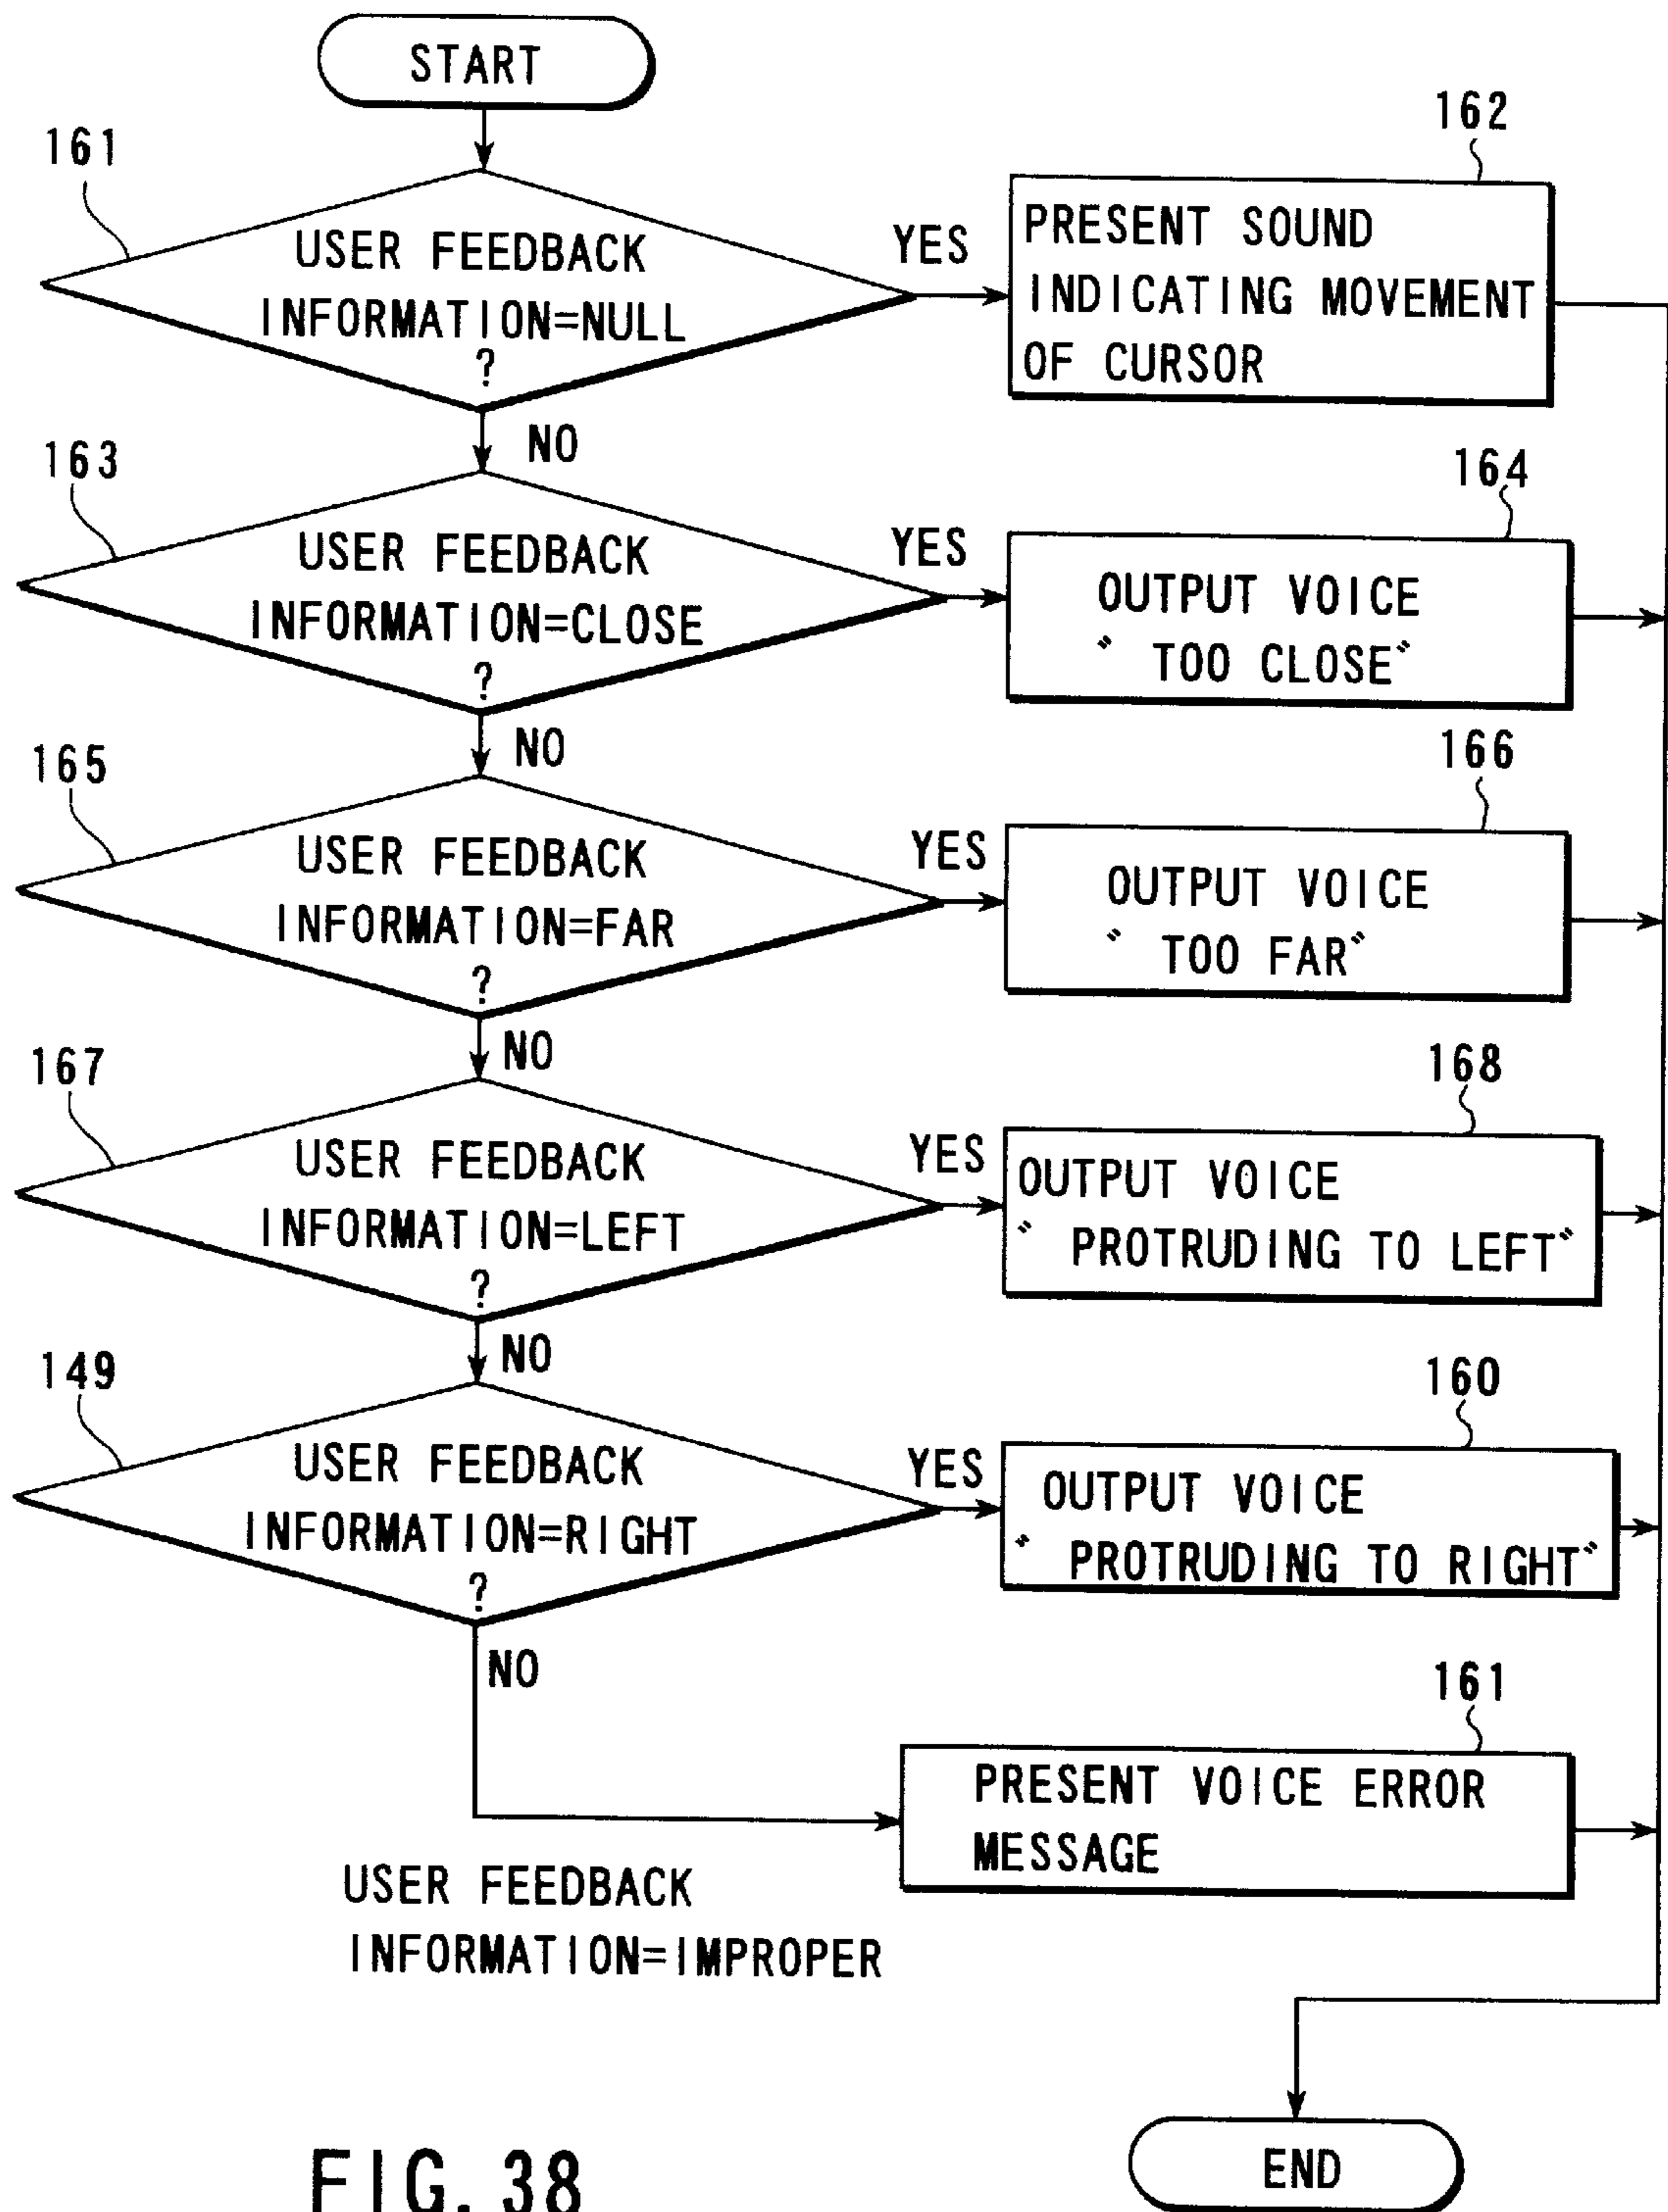 START
161
USER FEEDBACK
INFORMATION=NULL
?
YES
162
PRESENT SOUND
INDICATING MOVEMENT
OF CURSOR
NO
163
USER FEEDBACK
INFORMATION=CLOSE
?
YES
164
OUTPUT VOICE
" TOO CLOSE"
NO
165
USER FEEDBACK
INFORMATION=FAR
?
YES
166
OUTPUT VOICE
" TOO FAR"
NO
167
USER FEEDBACK
INFORMATION=LEFT
?
YES
168
OUTPUT VOICE
" PROTRUDING TO LEFT"
NO
149
USER FEEDBACK
INFORMATION=RIGHT
?
YES
160
OUTPUT VOICE
" PROTRUDING TO RIGHT"
NO
161
PRESENT VOICE ERROR
MESSAGE
USER FEEDBACK
INFORMATION=IMPROPER
END
FIG. 38